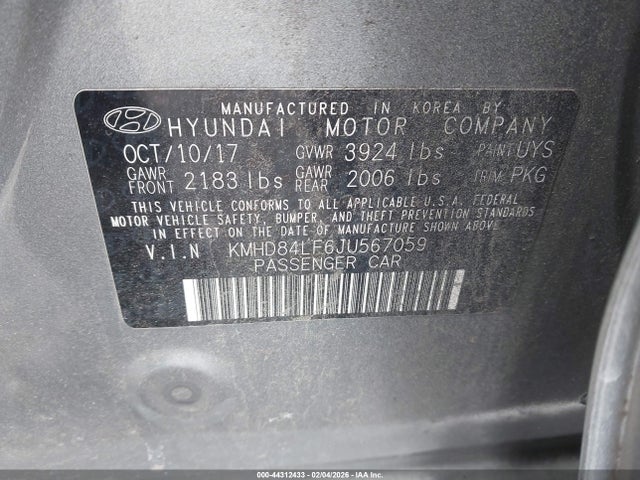 MANUFACTURED IN KOREA BY
HYUNDAI MOTOR COMPANY
OCT/10/17 GVWR 3924 lbs PAINT UYS
GAWR FRONT 2183 lbs GAWR REAR 2006 lbs TRIM PKG
THIS VEHICLE CONFORMS TO ALL APPLICABLE U.S.A. FEDERAL
MOTOR VEHICLE SAFETY, BUMPER, AND THEFT PREVENTION STANDARDS
IN EFFECT ON THE DATE OF MANUFACTURE SHOWN ABOVE.
V.I.N KMHD84LF6JU567059
PASSENGER CAR
000-44312433 - 02/04/2026 - IAA Inc.